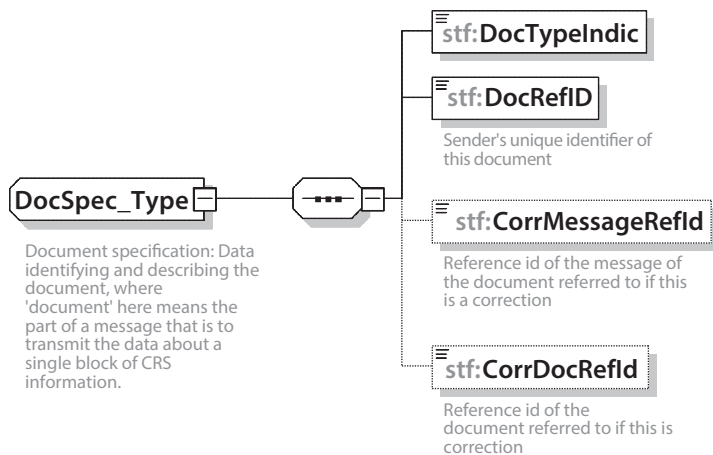 stf:DocTypeIndic
stf:DocRefID
Sender's unique identifier of
this document
DocSpec_Type
Document specification: Data
identifying and describing the
document, where
'document' here means the
part of a message that is to
transmit the data about a
single block of CRS
information.
stf:CorrMessageRefId
Reference id of the message of
the document referred to if this
is a correction
stf:CorrDocRefId
Reference id of the
document referred to if this is
correction